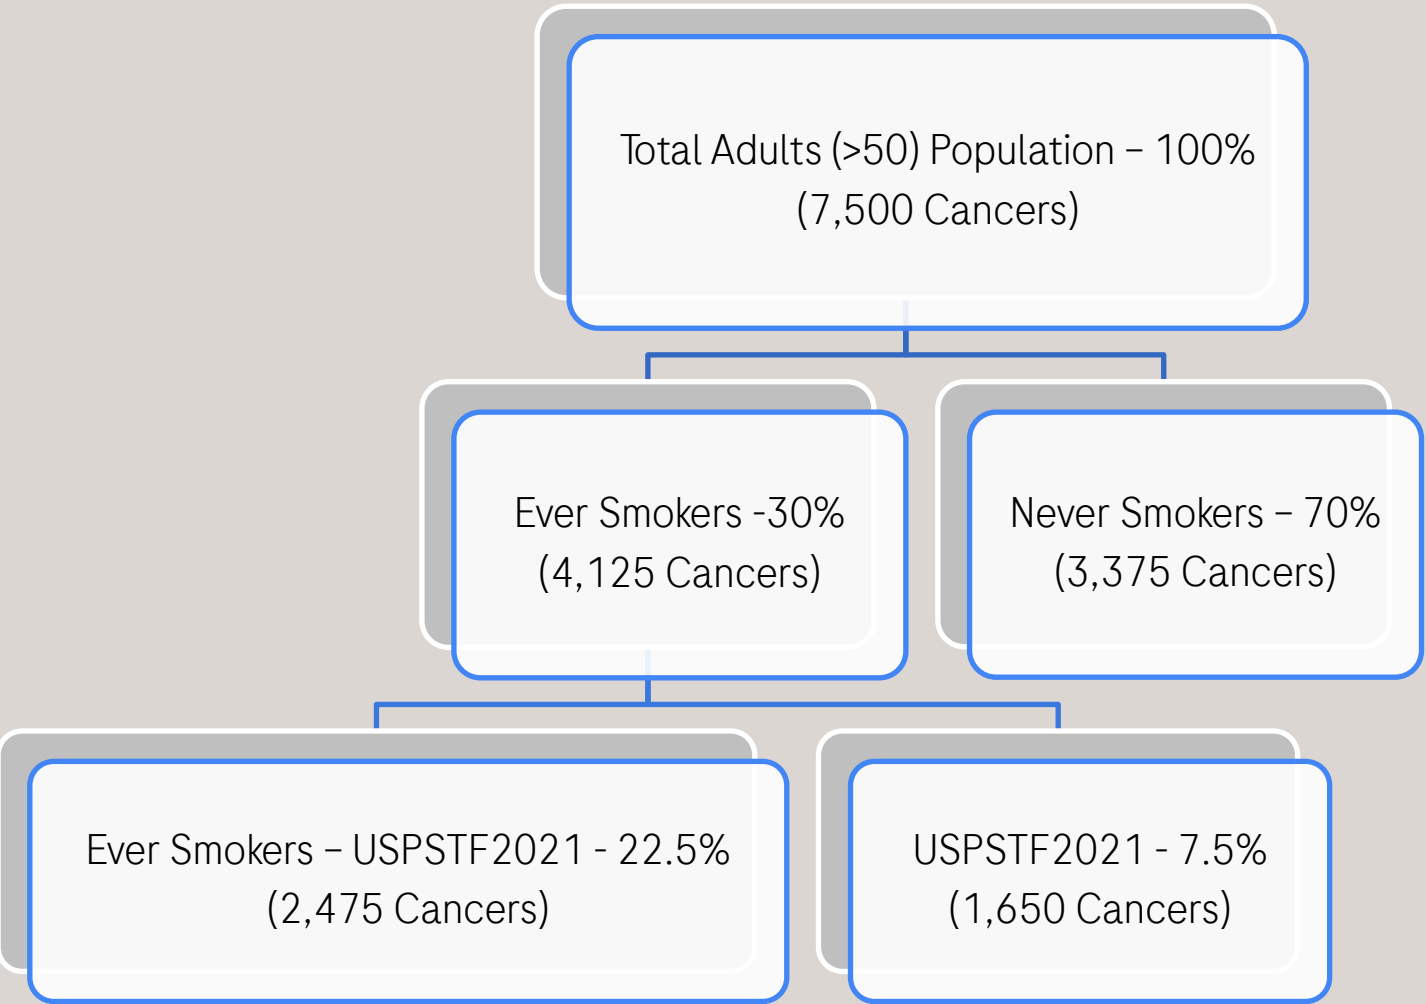 Total Adults (>50) Population – 100%
(7,500 Cancers)
Ever Smokers -30%
(4,125 Cancers)
Never Smokers – 70%
(3,375 Cancers)
Ever Smokers – USPSTF2021 - 22.5%
(2,475 Cancers)
USPSTF2021 - 7.5%
(1,650 Cancers)